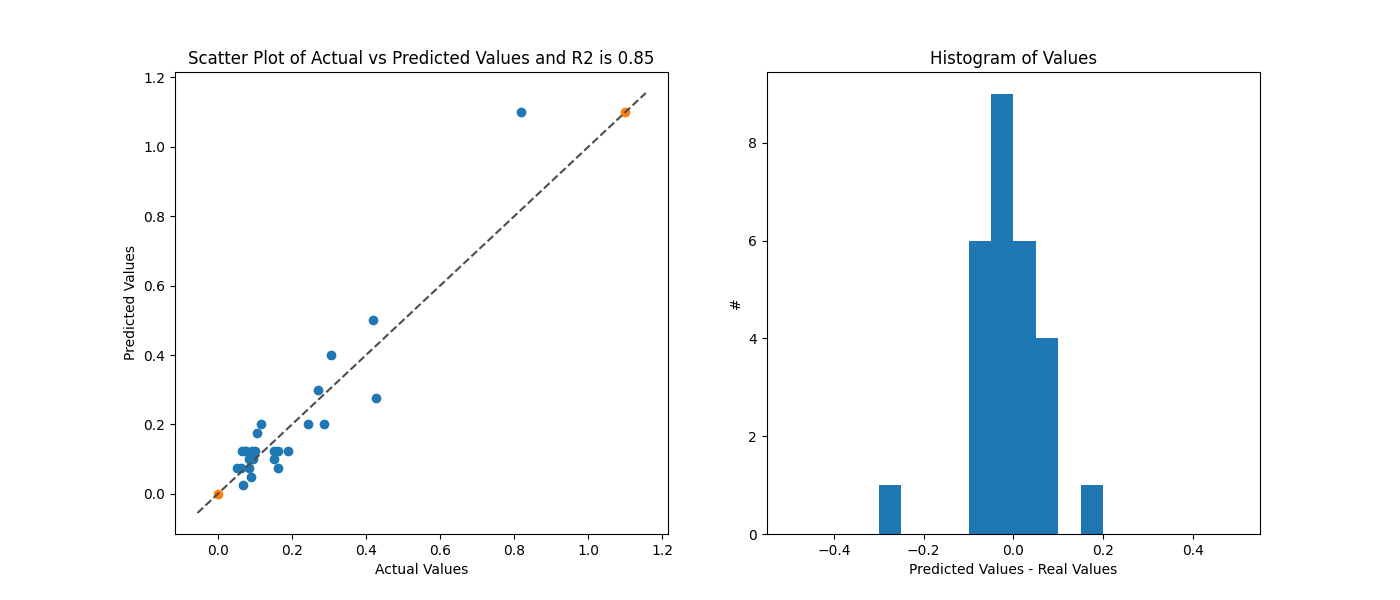 Scatter Plot of Actual vs Predicted Values and R2 is 0.85
1.2
1.0
0.8
0.6
0.4
0.2
0.0
Predicted Values
0.0 0.2 0.4 0.6 0.8 1.0 1.2
Actual Values
Histogram of Values
8
6
4
2
0
#
−0.4 −0.2 0.0 0.2 0.4
Predicted Values - Real Values